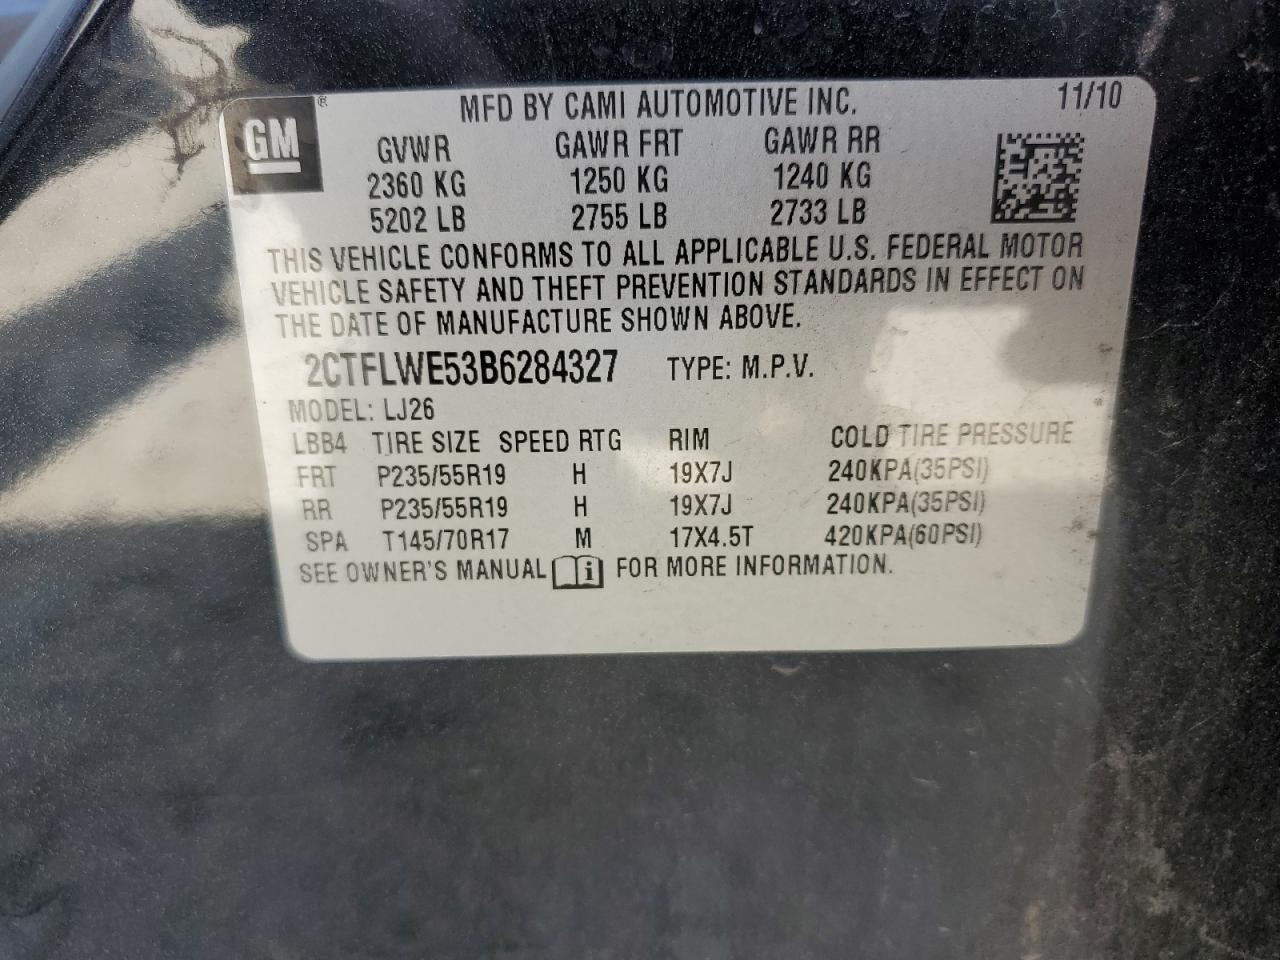 GM®
MFD BY CAMI AUTOMOTIVE INC. 11/10
GVWR GAWR FRT GAWR RR
2360 KG 1250 KG 1240 KG
5202 LB 2755 LB 2733 LB
THIS VEHICLE CONFORMS TO ALL APPLICABLE U.S. FEDERAL MOTOR
VEHICLE SAFETY AND THEFT PREVENTION STANDARDS IN EFFECT ON
THE DATE OF MANUFACTURE SHOWN ABOVE.
2CTFLWE53B6284327 TYPE: M.P.V.
MODEL: LJ26
LBB4 TIRE SIZE SPEED RTG RIM COLD TIRE PRESSURE
FRT P235/55R19 H 19X7J 240KPA(35PSI)
RR P235/55R19 H 19X7J 240KPA(35PSI)
SPA T145/70R17 M 17X4.5T 420KPA(60PSI)
SEE OWNER'S MANUAL i FOR MORE INFORMATION.